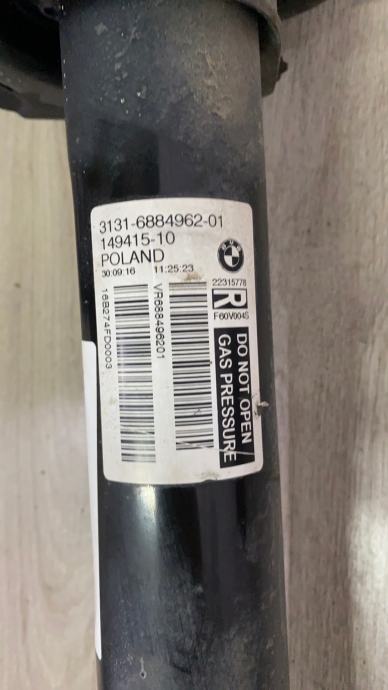 3131-6884962-01
149415-10
POLAND
30:09:16 11:25:23
22315778
R
F60V004S
16B274FD0003
VR688496201
DO NOT OPEN/
GAS PRESSURE
BMW